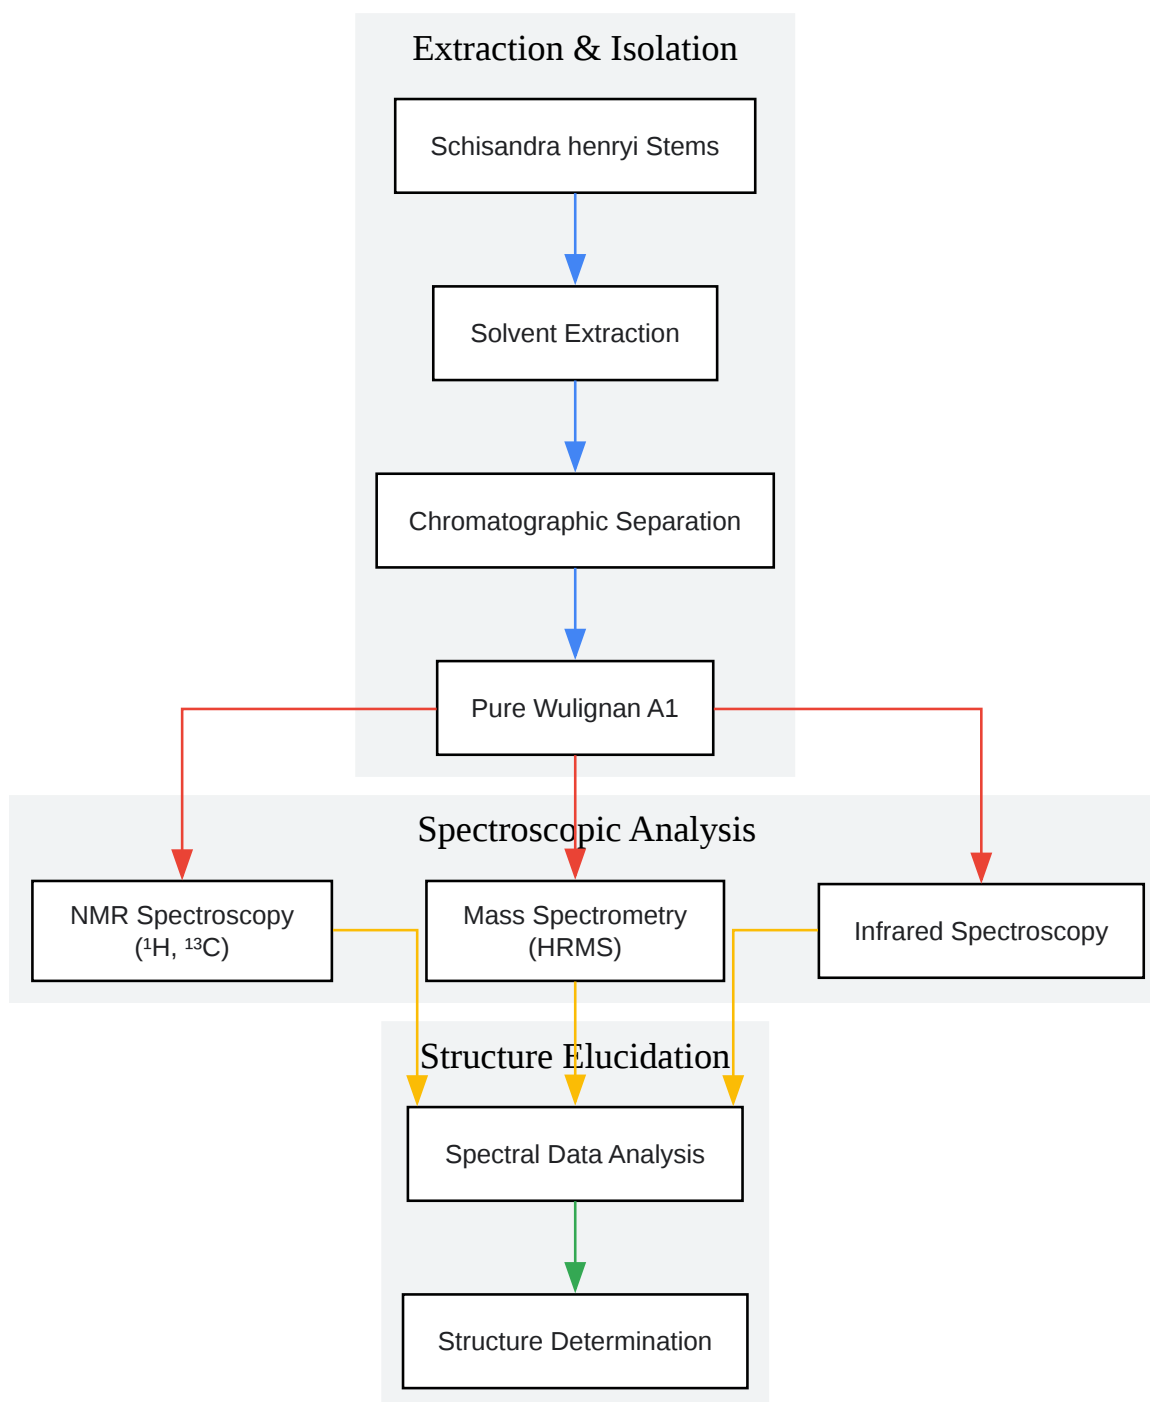 Extraction & Isolation
Schisandra henryi Stems
Solvent Extraction
Chromatographic Separation
Pure Wulignan A1
Spectroscopic Analysis
NMR Spectroscopy
(¹H, ¹³C)
Mass Spectrometry
(HRMS)
Infrared Spectroscopy
Structure Elucidation
Spectral Data Analysis
Structure Determination